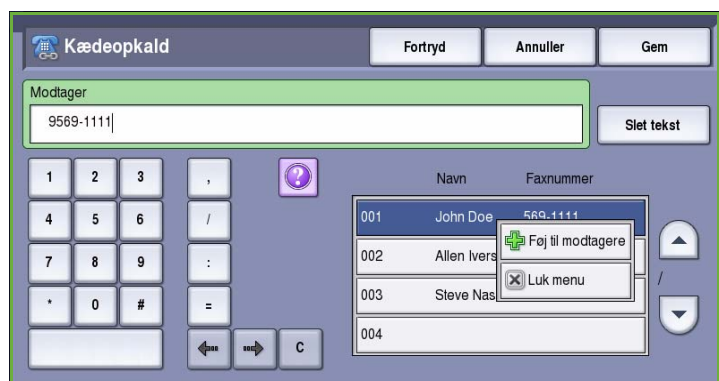 Kædeopkald
Fortryd
Annuller
Gem
Modtager
9569-1111
Slet tekst
1 2 3 ,
4 5 6 /
7 8 9 :
* 0 # =
C
Navn Faxnummer
001 John Doe 569-1111
002 Allen Ivers
003 Steve Nas
004
Føj til modtagere
Luk menu
/